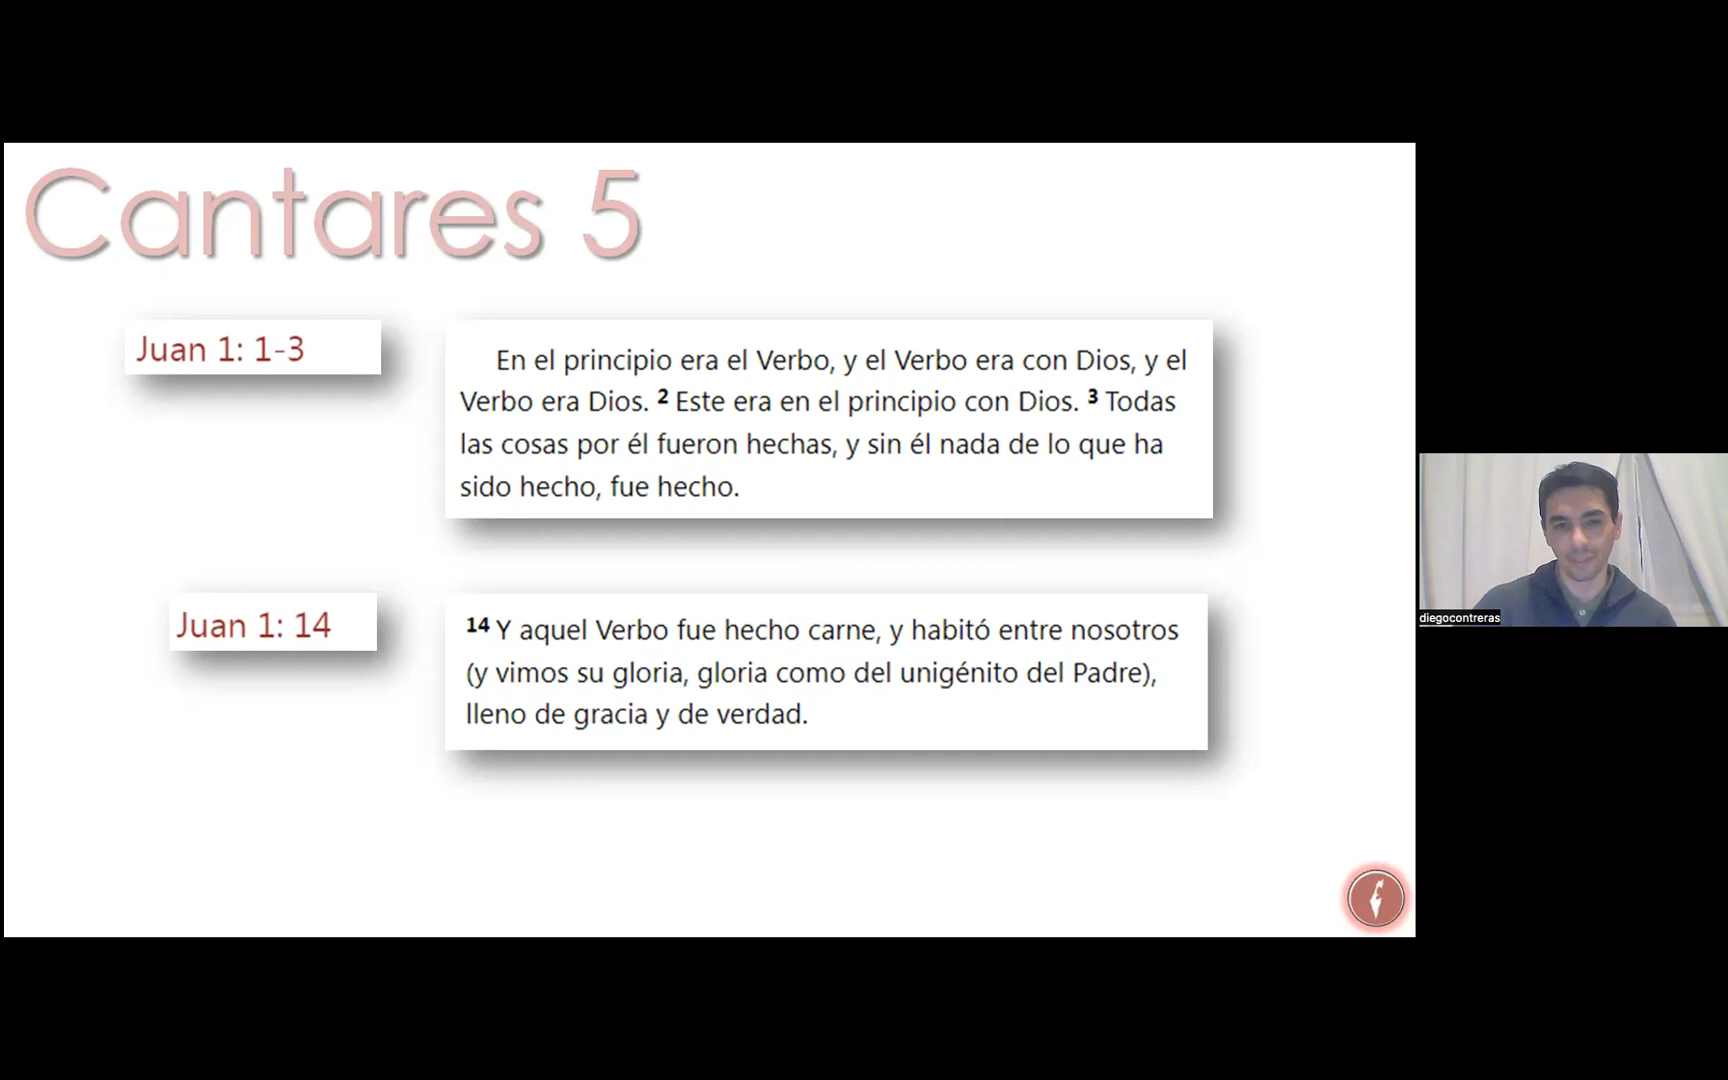 Cantares 5
Juan 1: 1-3
En el principio era el Verbo, y el Verbo era con Dios, y el
Verbo era Dios. 2 Este era en el principio con Dios. 3 Todas
las cosas por él fueron hechas, y sin él nada de lo que ha
sido hecho, fue hecho.
Juan 1: 14
14 Y aquel Verbo fue hecho carne, y habitó entre nosotros
(y vimos su gloria, gloria como del unigénito del Padre),
lleno de gracia y de verdad.
diegocontreras